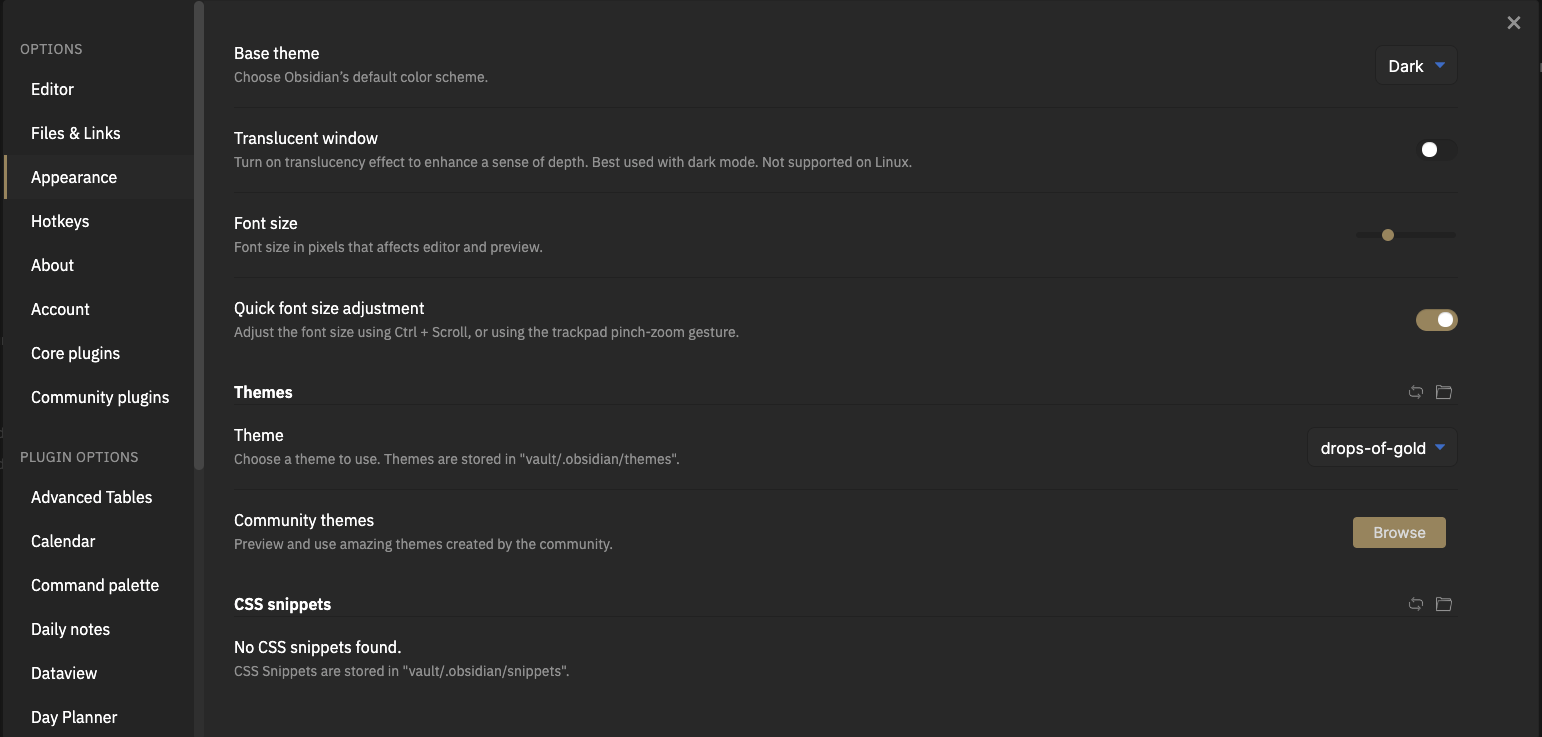 OPTIONS
Editor
Files & Links
Appearance
Hotkeys
About
Account
Core plugins
Community plugins
PLUGIN OPTIONS
Advanced Tables
Calendar
Command palette
Daily notes
Dataview
Day Planner
Base theme
Choose Obsidian's default color scheme.
Dark
Translucent window
Turn on translucency effect to enhance a sense of depth. Best used with dark mode. Not supported on Linux.
Font size
Font size in pixels that affects editor and preview.
Quick font size adjustment
Adjust the font size using Ctrl + Scroll, or using the trackpad pinch-zoom gesture.
Themes
Theme
Choose a theme to use. Themes are stored in "vault/.obsidian/themes".
drops-of-gold
Community themes
Preview and use amazing themes created by the community.
Browse
CSS snippets
No CSS snippets found.
CSS Snippets are stored in "vault/.obsidian/snippets".